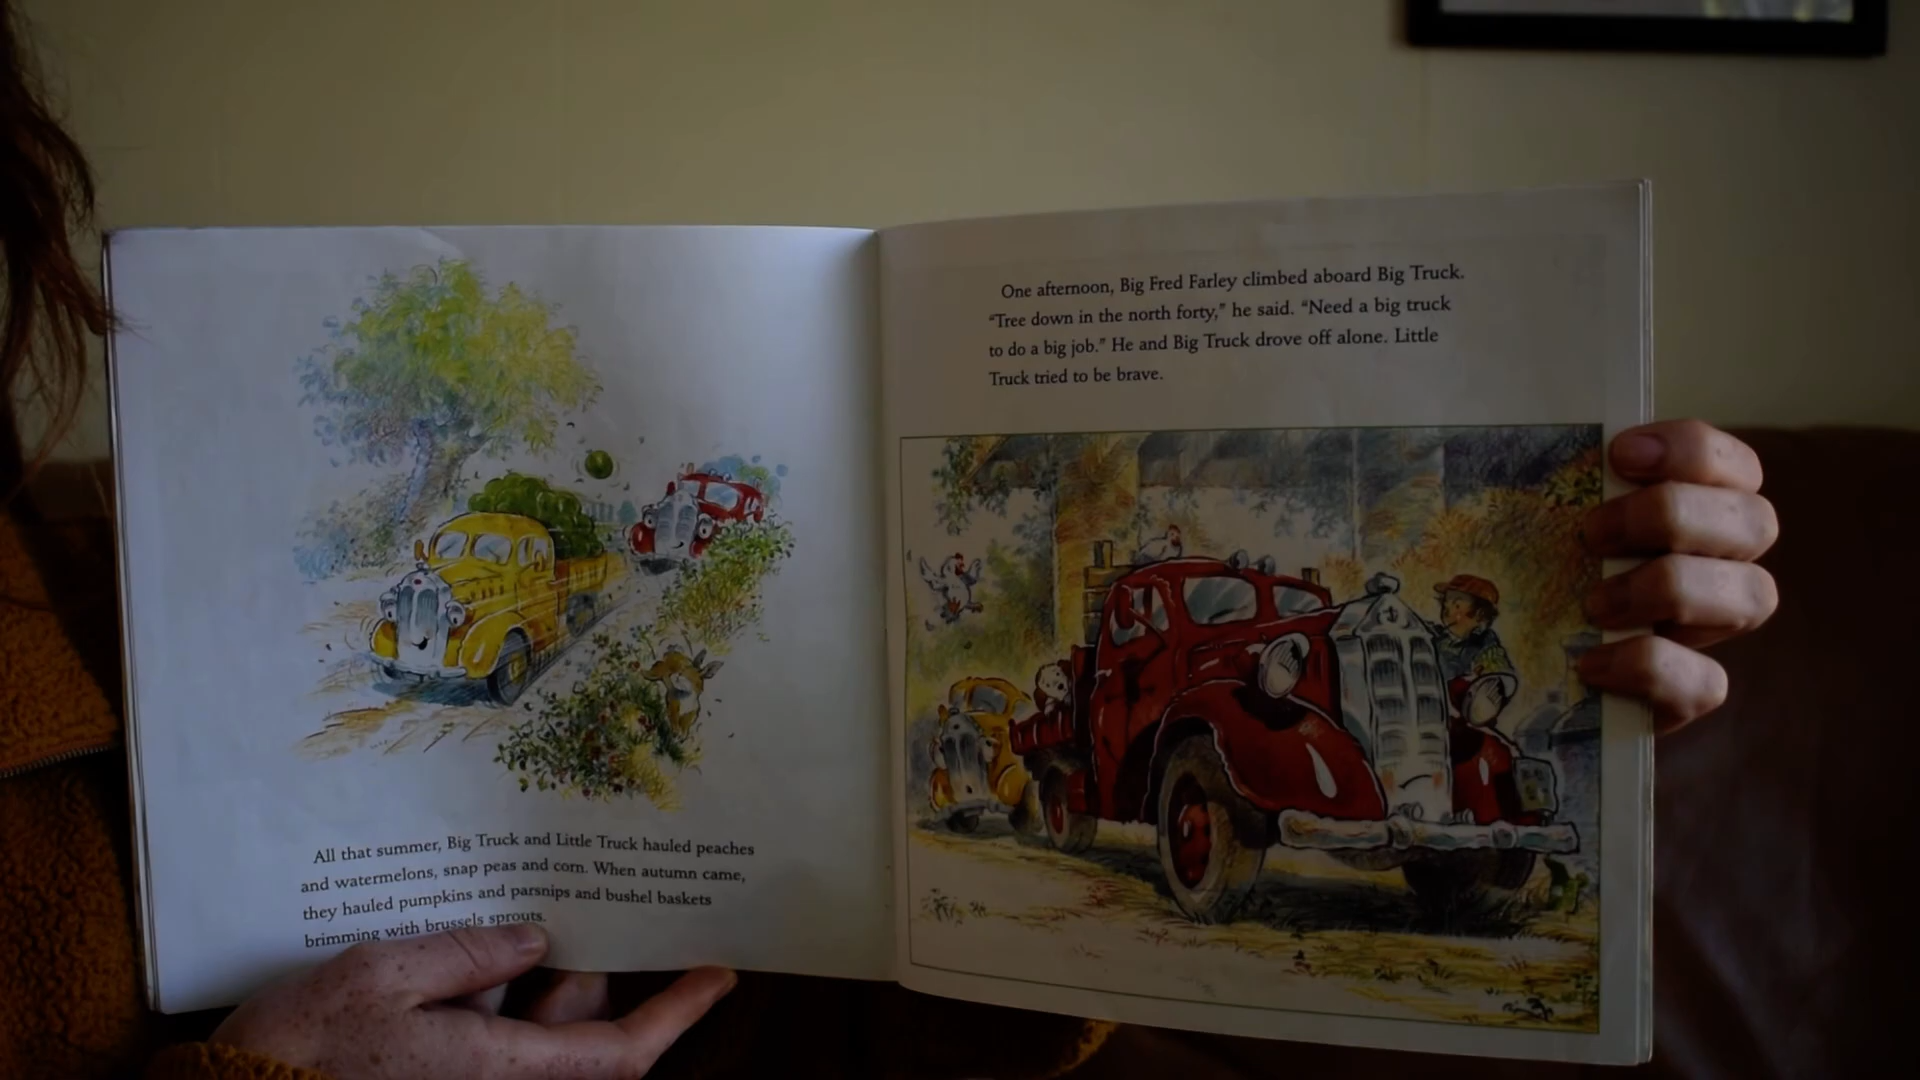 All that summer, Big Truck and Little Truck hauled peaches
and watermelons, snap peas and corn. When autumn came,
they hauled pumpkins and parsnips and bushel baskets
brimming with brussels sprouts.
One afternoon, Big Fred Farley climbed aboard Big Truck.
“Tree down in the north forty,” he said. “Need a big truck
to do a big job.” He and Big Truck drove off alone. Little
Truck tried to be brave.